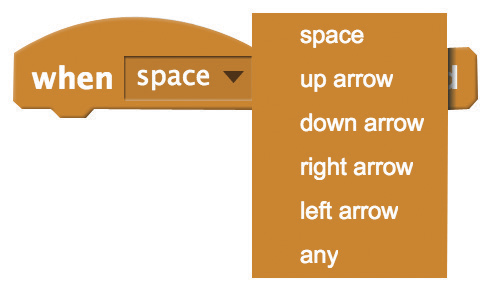 when space
space
up arrow
down arrow
right arrow
left arrow
any